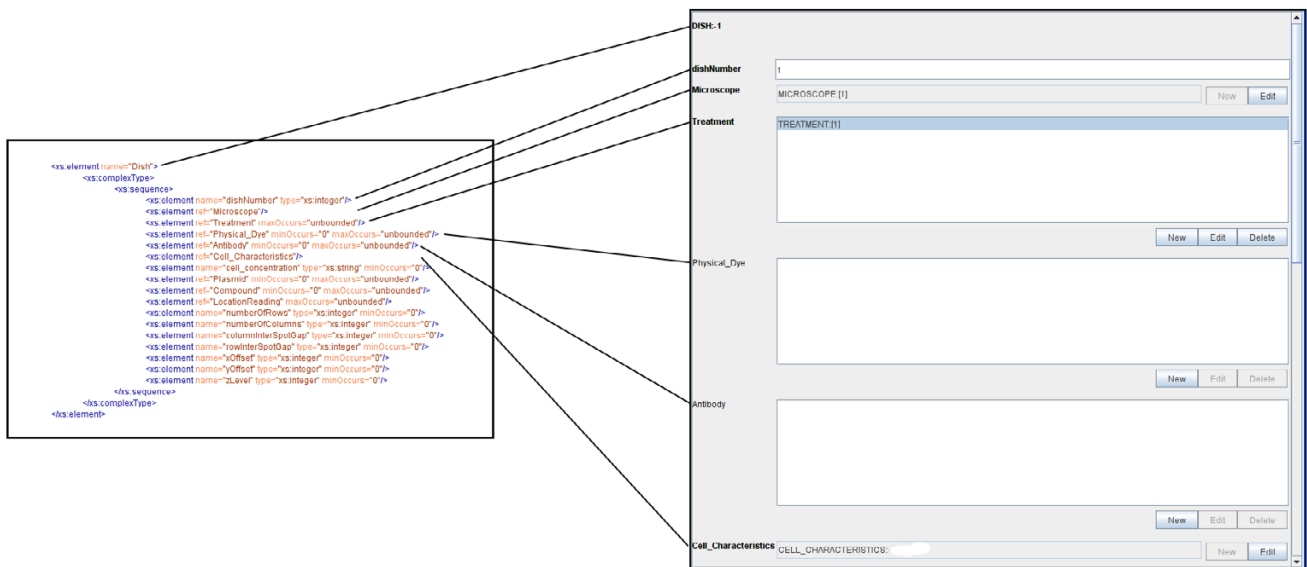 <xs:element name="Dish">
<xs:complexType>
<xs:sequence>
<xs:element name="dishNumber" type="xs:integer"/>
<xs:element ref="Microscope"/>
<xs:element ref="Treatment" maxOccurs="unbounded"/>
<xs:element ref="Physical_Dye" minOccurs="0" maxOccurs="unbounded"/>
<xs:element ref="Antibody" minOccurs="0" maxOccurs="unbounded"/>
<xs:element ref="Cell_Characteristics"/>
<xs:element name="cell_concentration" type="xs:string" minOccurs="0"/>
<xs:element ref="Plasmid" minOccurs="0" maxOccurs="unbounded"/>
<xs:element ref="Compound" minOccurs="0" maxOccurs="unbounded"/>
<xs:element ref="LocationReading" maxOccurs="unbounded"/>
<xs:element name="numberOfRows" type="xs:integer" minOccurs="0"/>
<xs:element name="numberOfColumns" type="xs:integer" minOccurs="0"/>
<xs:element name="columnInterSpotGap" type="xs:integer" minOccurs="0"/>
<xs:element name="rowInterSpotGap" type="xs:integer" minOccurs="0"/>
<xs:element name="xOffset" type="xs:integer" minOccurs="0"/>
<xs:element name="yOffset" type="xs:integer" minOccurs="0"/>
<xs:element name="zLevel" type="xs:integer" minOccurs="0"/>
</xs:sequence>
</xs:complexType>
</xs:element>
DISH:-1
dishNumber 1
Microscope MICROSCOPE:[1] New Edit
Treatment TREATMENT:[1]
New Edit Delete
Physical_Dye
New Edit Delete
Antibody
New Edit Delete
Cell_Characteristics CELL_CHARACTERISTICS: New Edit